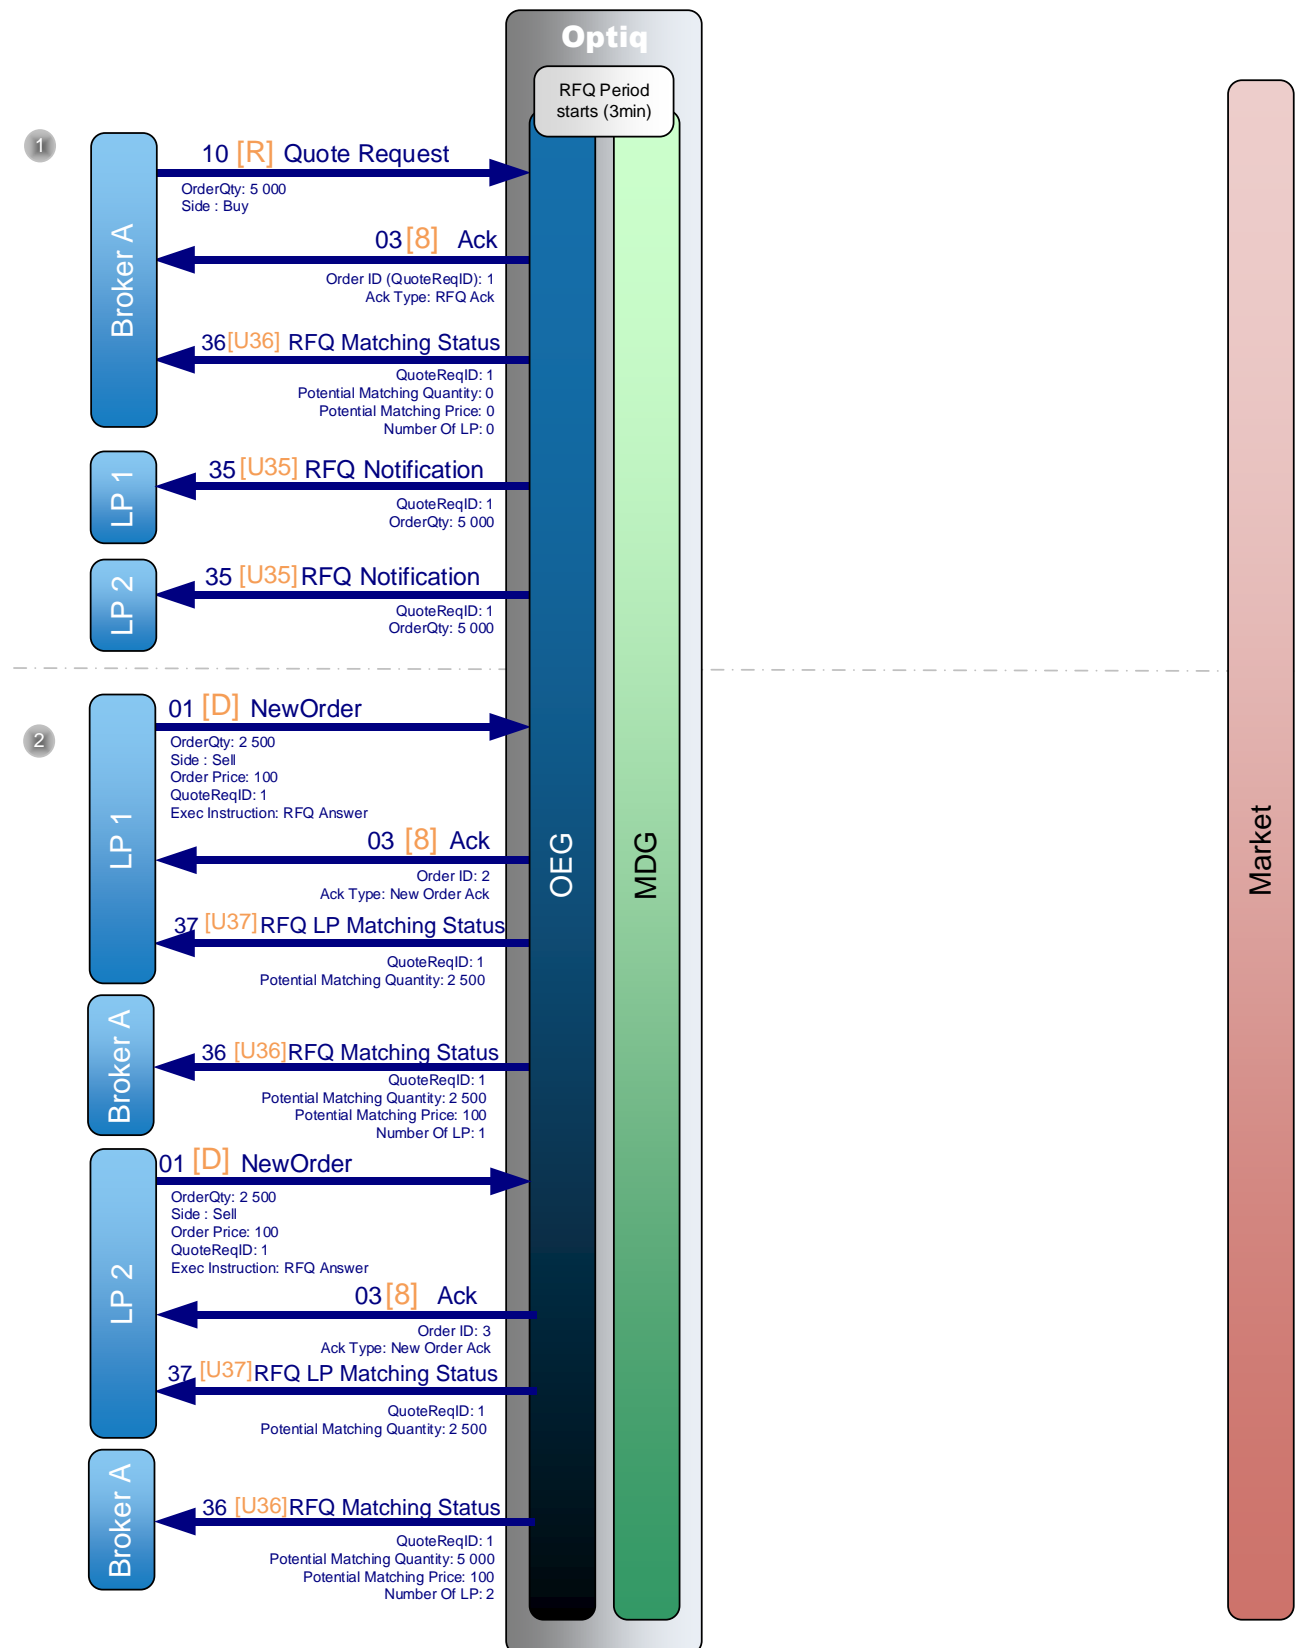 Optiq
RFQ Period
starts (3min)
1
Broker A
10 [R] Quote Request
OrderQty: 5 000
Side : Buy
03 [8] Ack
Order ID (QuoteReqID): 1
Ack Type: RFQ Ack
36 [U36] RFQ Matching Status
QuoteReqID: 1
Potential Matching Quantity: 0
Potential Matching Price: 0
Number Of LP: 0
LP 1
35 [U35] RFQ Notification
QuoteReqID: 1
OrderQty: 5 000
LP 2
35 [U35] RFQ Notification
QuoteReqID: 1
OrderQty: 5 000
2
LP 1
01 [D] NewOrder
OrderQty: 2 500
Side : Sell
Order Price: 100
QuoteReqID: 1
Exec Instruction: RFQ Answer
03 [8] Ack
Order ID: 2
Ack Type: New Order Ack
37 [U37] RFQ LP Matching Status
QuoteReqID: 1
Potential Matching Quantity: 2 500
OEG
MDG
Market
Broker A
36 [U36] RFQ Matching Status
QuoteReqID: 1
Potential Matching Quantity: 2 500
Potential Matching Price: 100
Number Of LP: 1
LP 2
01 [D] NewOrder
OrderQty: 2 500
Side : Sell
Order Price: 100
QuoteReqID: 1
Exec Instruction: RFQ Answer
03 [8] Ack
Order ID: 3
Ack Type: New Order Ack
37 [U37] RFQ LP Matching Status
QuoteReqID: 1
Potential Matching Quantity: 2 500
Broker A
36 [U36] RFQ Matching Status
QuoteReqID: 1
Potential Matching Quantity: 5 000
Potential Matching Price: 100
Number Of LP: 2